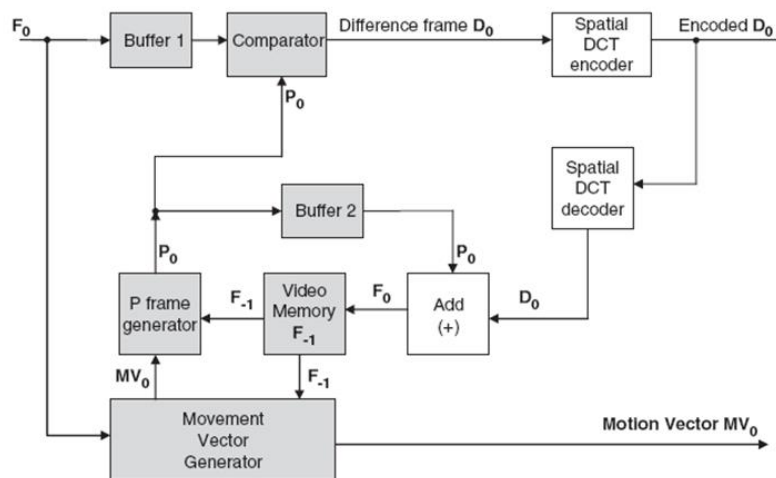 F₀
Buffer 1
Comparator
Difference frame D₀
Spatial
DCT
encoder
Encoded D₀
P₀
Spatial
DCT
decoder
Buffer 2
P₀
P₀
P frame
generator
F₋₁
Video
Memory
F₋₁
F₀
Add
(+)
D₀
MV₀
F₋₁
Movement
Vector
Generator
Motion Vector MV₀